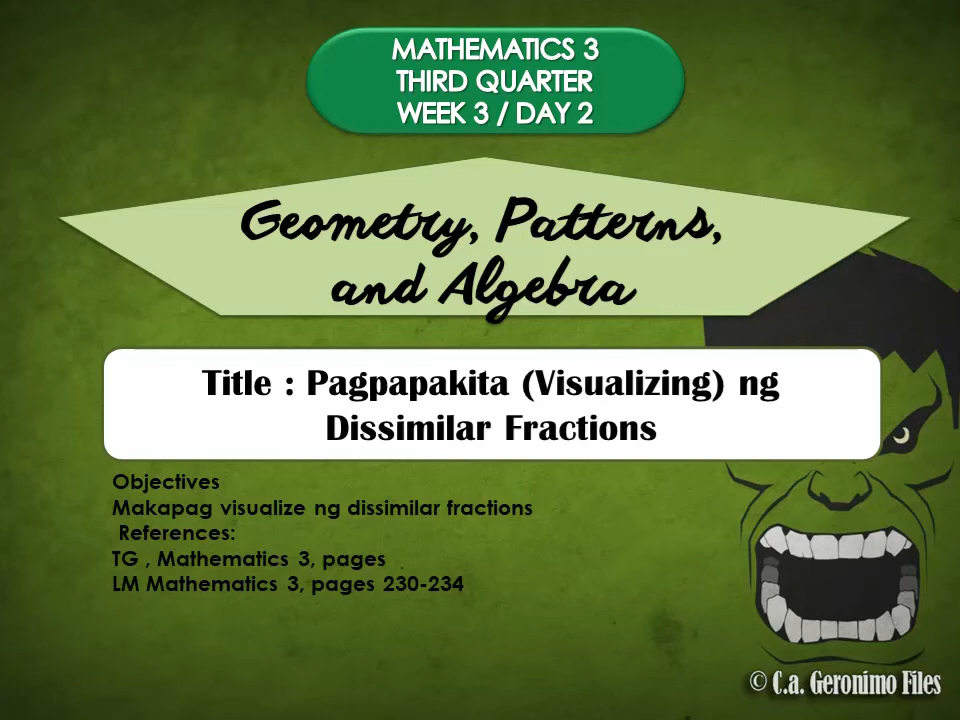 MATHEMATICS 3
THIRD QUARTER
WEEK 3 / DAY 2
Geometry, Patterns,
and Algebra
Title : Pagpapakita (Visualizing) ng
Dissimilar Fractions
Objectives
Makapag visualize ng dissimilar fractions
References:
TG , Mathematics 3, pages
LM Mathematics 3, pages 230-234
© C.a. Geronimo Files